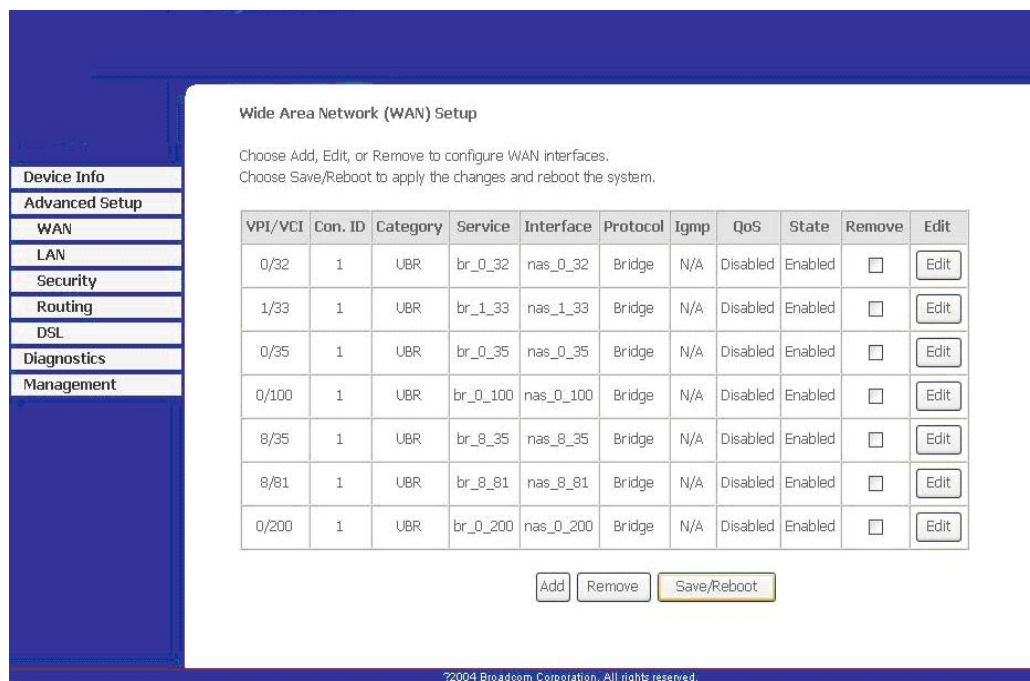 Wide Area Network (WAN) Setup
Choose Add, Edit, or Remove to configure WAN interfaces.
Choose Save/Reboot to apply the changes and reboot the system.
Device Info
Advanced Setup
WAN
LAN
Security
Routing
DSL
Diagnostics
Management
VPI/VCI Con. ID Category Service Interface Protocol Igmp QoS State Remove Edit
0/32 1 UBR br_0_32 nas_0_32 Bridge N/A Disabled Enabled Edit
1/33 1 UBR br_1_33 nas_1_33 Bridge N/A Disabled Enabled Edit
0/35 1 UBR br_0_35 nas_0_35 Bridge N/A Disabled Enabled Edit
0/100 1 UBR br_0_100 nas_0_100 Bridge N/A Disabled Enabled Edit
8/35 1 UBR br_8_35 nas_8_35 Bridge N/A Disabled Enabled Edit
8/81 1 UBR br_8_81 nas_8_81 Bridge N/A Disabled Enabled Edit
0/200 1 UBR br_0_200 nas_0_200 Bridge N/A Disabled Enabled Edit
Add Remove Save/Reboot
?2004 Broadcom Corporation. All rights reserved.